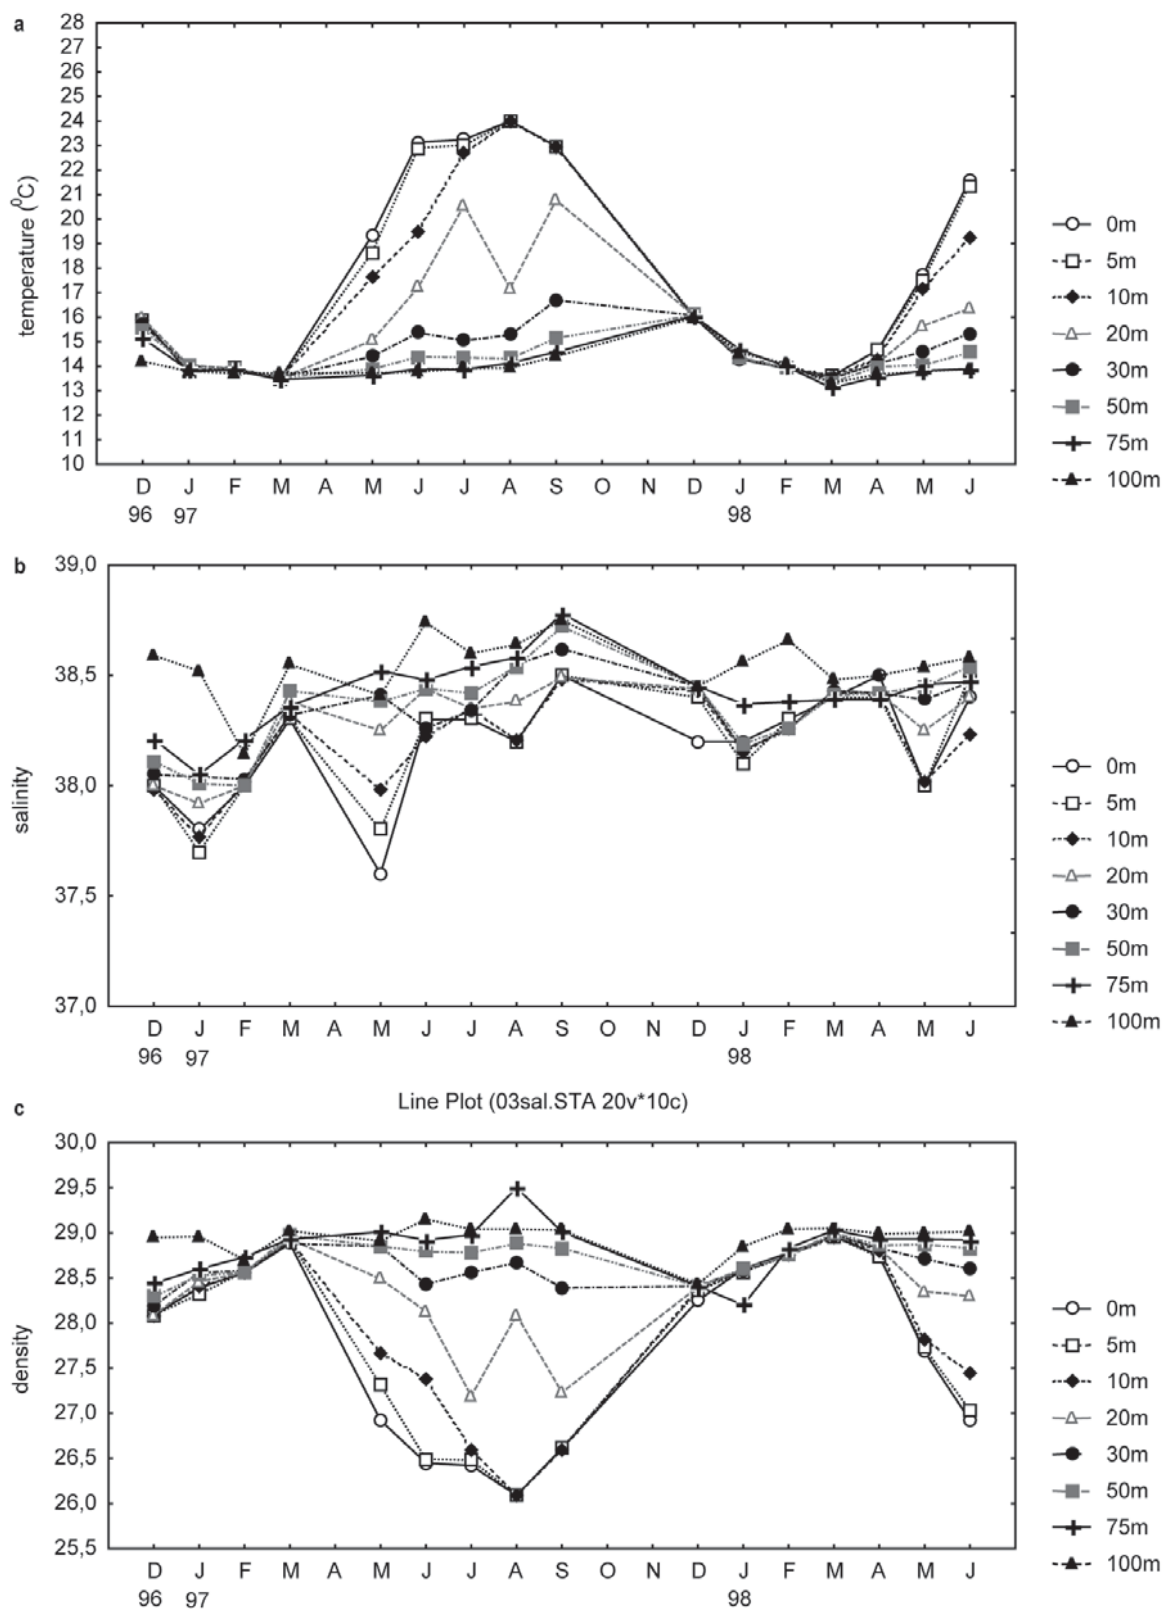 a
28
27
26
25
24
23
22
21
20
19
18
17
16
15
14
13
12
11
10
temperature (⁰C)
D J F M A M J J A S O N D J F M A M J
96 97 98
0m
5m
10m
20m
30m
50m
75m
100m
b
39,0
38,5
38,0
37,5
37,0
salinity
D J F M A M J J A S O N D J F M A M J
96 97 98
0m
5m
10m
20m
30m
50m
75m
100m
c
Line Plot (03sal.STA 20v*10c)
30,0
29,5
29,0
28,5
28,0
27,5
27,0
26,5
26,0
25,5
density
D J F M A M J J A S O N D J F M A M J
96 97 98
0m
5m
10m
20m
30m
50m
75m
100m